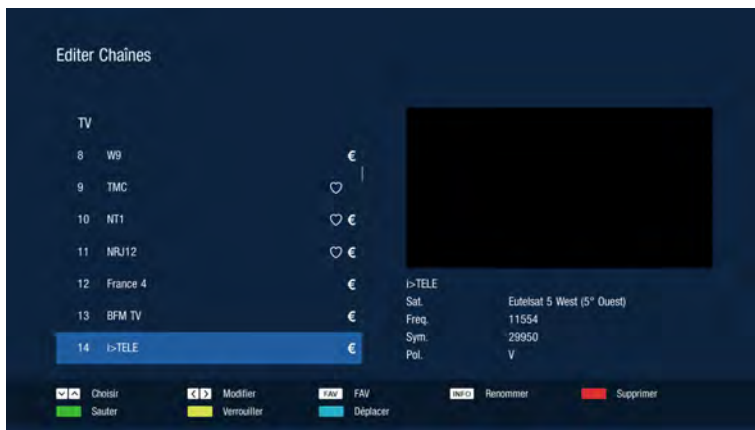 Editer Chaînes
TV
8 W9 €
9 TMC
10 NT1 €
11 NRJ12 €
12 France 4 €
13 BFM TV €
14 i>TELE €
i>TELE
Sat. Eutelsat 5 West (5° Ouest)
Freq. 11554
Sym. 29950
Pol. V
Choisir Modifier FAV FAV INFO Renommer Supprimer
Sauter Verrouiller Déplacer